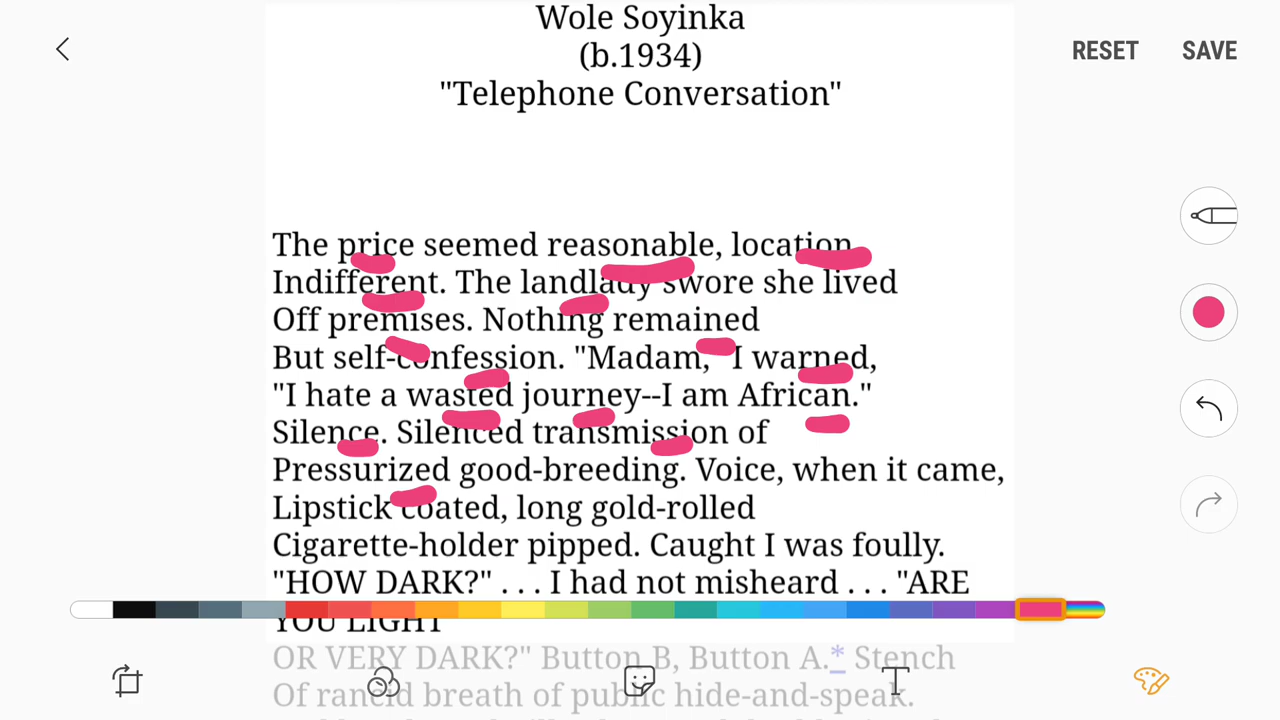 Wole Soyinka
(b.1934)
"Telephone Conversation"
RESET
SAVE
The price seemed reasonable, location
Indifferent. The landlady swore she lived
Off premises. Nothing remained
But self-confession. "Madam," I warned,
"I hate a wasted journey--I am African."
Silence. Silenced transmission of
Pressurized good-breeding. Voice, when it came,
Lipstick coated, long gold-rolled
Cigarette-holder pipped. Caught I was foully.
"HOW DARK?" . . . I had not misheard . . . "ARE
YOU LIGHT
OR VERY DARK?" Button B, Button A.* Stench
Of rancid breath of public hide-and-speak.